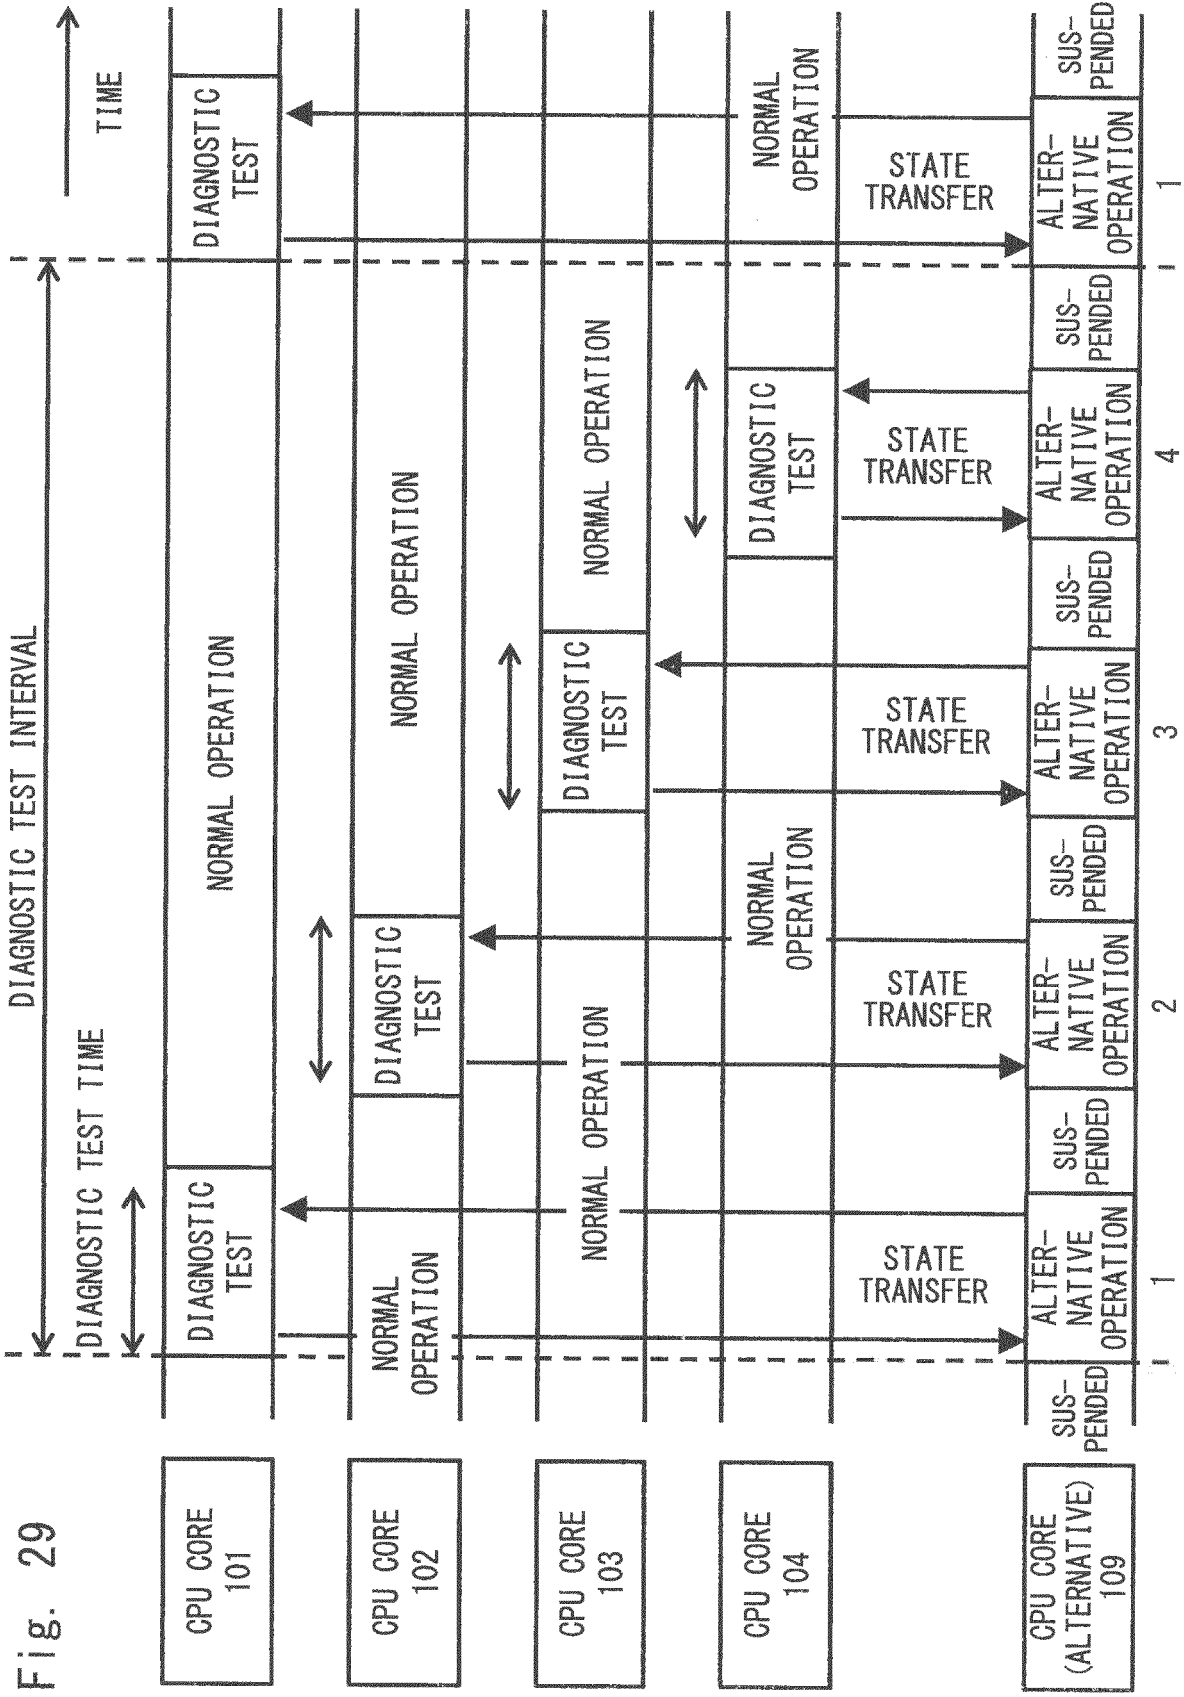 Fig. 29
DIAGNOSTIC TEST INTERVAL
TIME
DIAGNOSTIC TEST TIME
CPU CORE
101
DIAGNOSTIC
TEST
NORMAL OPERATION
DIAGNOSTIC
TEST
CPU CORE
102
NORMAL
OPERATION
DIAGNOSTIC
TEST
NORMAL OPERATION
CPU CORE
103
NORMAL OPERATION
DIAGNOSTIC
TEST
NORMAL OPERATION
CPU CORE
104
NORMAL
OPERATION
DIAGNOSTIC
TEST
NORMAL
OPERATION
STATE
TRANSFER
STATE
TRANSFER
STATE
TRANSFER
STATE
TRANSFER
STATE
TRANSFER
CPU CORE
(ALTERNATIVE)
109
SUS-
PENDED
ALTER-
NATIVE
OPERATION
SUS-
PENDED
ALTER-
NATIVE
OPERATION
SUS-
PENDED
ALTER-
NATIVE
OPERATION
SUS-
PENDED
ALTER-
NATIVE
OPERATION
SUS-
PENDED
ALTER-
NATIVE
OPERATION
SUS-
PENDED
1
2
3
4
1